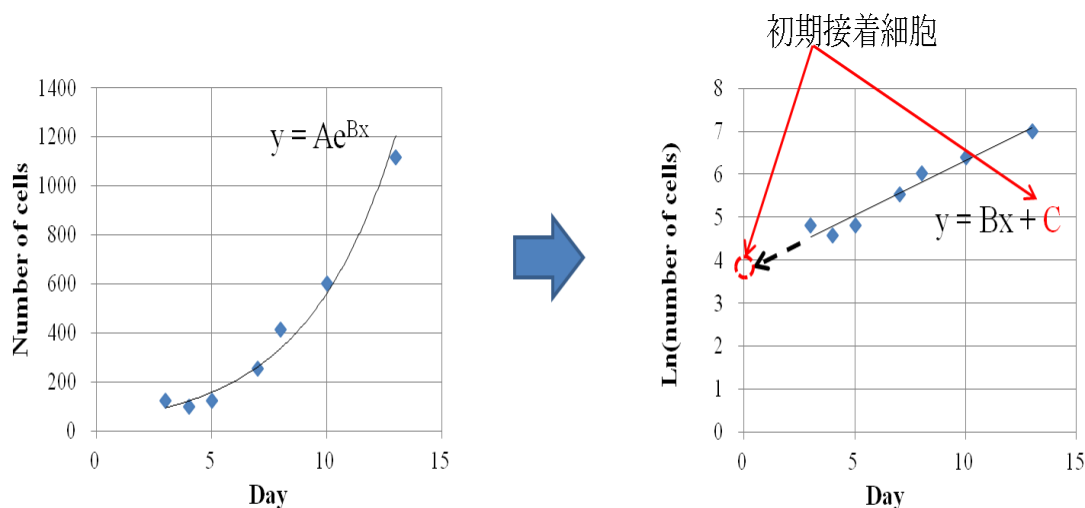 初期接着細胞
1400
1200
1000
800
600
400
200
0
0 5 10 15
Number of cells
Day
y = Ae^Bx
8
7
6
5
4
3
2
1
0
0 5 10 15
Ln(number of cells)
Day
y = Bx + C